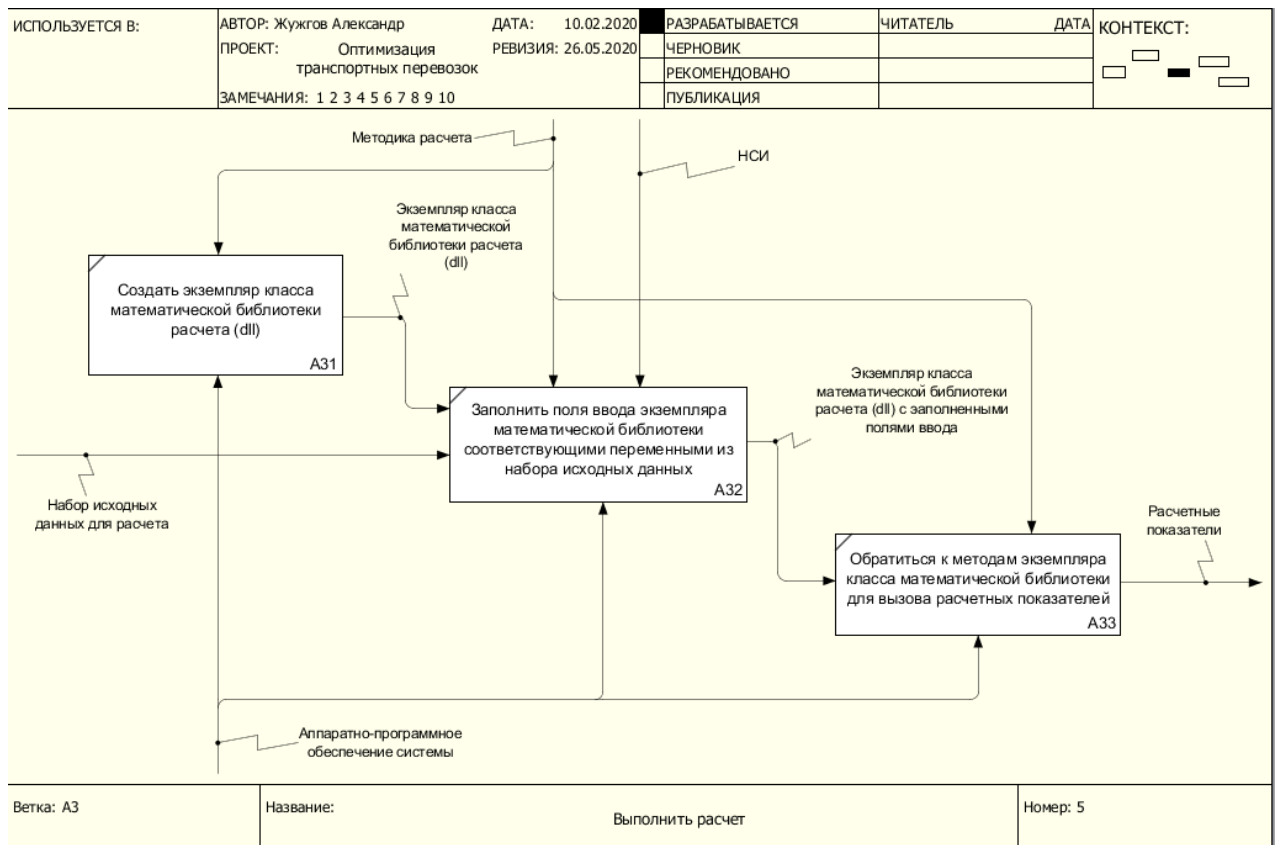 ИСПОЛЬЗУЕТСЯ В:
АВТОР: Жужгов Александр
ДАТА: 10.02.2020
ПРОЕКТ: Оптимизация
транспортных перевозок
РЕВИЗИЯ: 26.05.2020
ЗАМЕЧАНИЯ: 1 2 3 4 5 6 7 8 9 10
РАЗРАБАТЫВАЕТСЯ
ЧЕРНОВИК
РЕКОМЕНДОВАНО
ПУБЛИКАЦИЯ
ЧИТАТЕЛЬ ДАТА
КОНТЕКСТ:
Методика расчета
НСИ
Экземпляр класса
математической
библиотеки расчета
(dll)
Создать экземпляр класса
математической библиотеки
расчета (dll)
A31
Заполнить поля ввода экземпляра
математической библиотеки
соответствующими переменными из
набора исходных данных
A32
Экземпляр класса
математической библиотеки
расчета (dll) с заполненными
полями ввода
Набор исходных
данных для расчета
Расчетные
показатели
Обратиться к методам экземпляра
класса математической библиотеки
для вызова расчетных показателей
A33
Аппаратно-программное
обеспечение системы
Ветка: A3
Название:
Выполнить расчет
Номер: 5